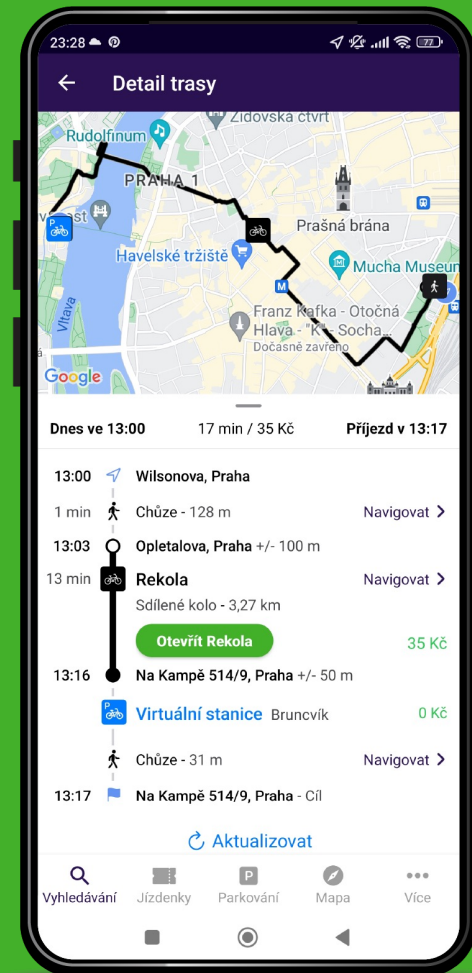 23:28
77
Detail trasy
Židovská čtvrt
Rudolfinum
PRAHA 1
Prašná brána
Havelské tržiště
Mucha Museum
M
Franz Kafka - Otočná
Hlava - "K" - Socha...
Dočasně zavřeno
Vltava
Google
Dnes ve 13:00 17 min / 35 Kč Příjezd v 13:17
13:00 Wilsonova, Praha
1 min Chůze - 128 m Navigovat >
13:03 Opletalova, Praha +/- 100 m
13 min Rekola Navigovat >
Sdílené kolo - 3,27 km
Otevřít Rekola 35 Kč
13:16 Na Kampě 514/9, Praha +/- 50 m
P Virtuální stanice Bruncvík 0 Kč
Chůze - 31 m Navigovat >
13:17 Na Kampě 514/9, Praha - Cíl
Aktualizovat
Vyhledávání Jízdenky Parkování Mapa Více